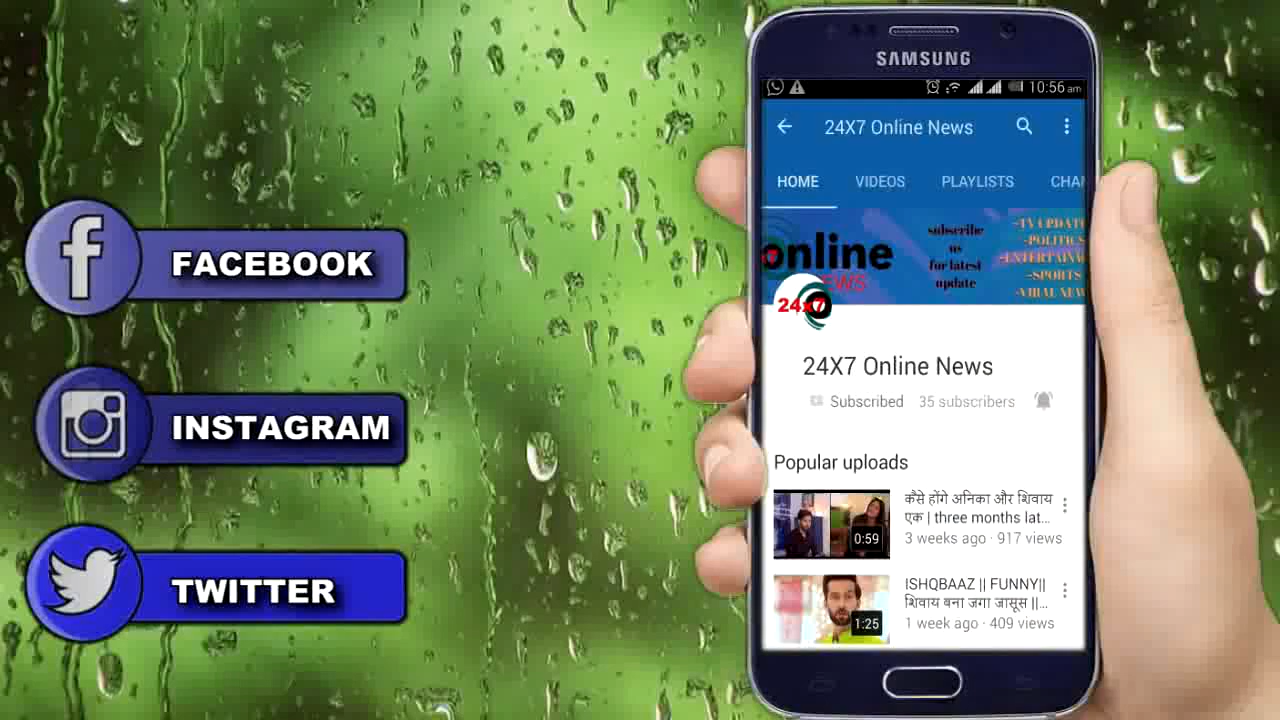 FACEBOOK
INSTAGRAM
TWITTER
SAMSUNG
10:56 am
24X7 Online News
HOME VIDEOS PLAYLISTS CHAN
online
NEWS
24x7
subscribe
us
for latest
update
~TV UPDATE
~POLITICS
~ENTERTAINM
~SPORTS
~VIRAL NEW
24X7 Online News
Subscribed 35 subscribers
Popular uploads
0:59
कैसे होंगे अनिका और शिवाय
एक | three months lat...
3 weeks ago · 917 views
1:25
ISHQBAAZ || FUNNY||
शिवाय बना जगा जासूस ||...
1 week ago · 409 views